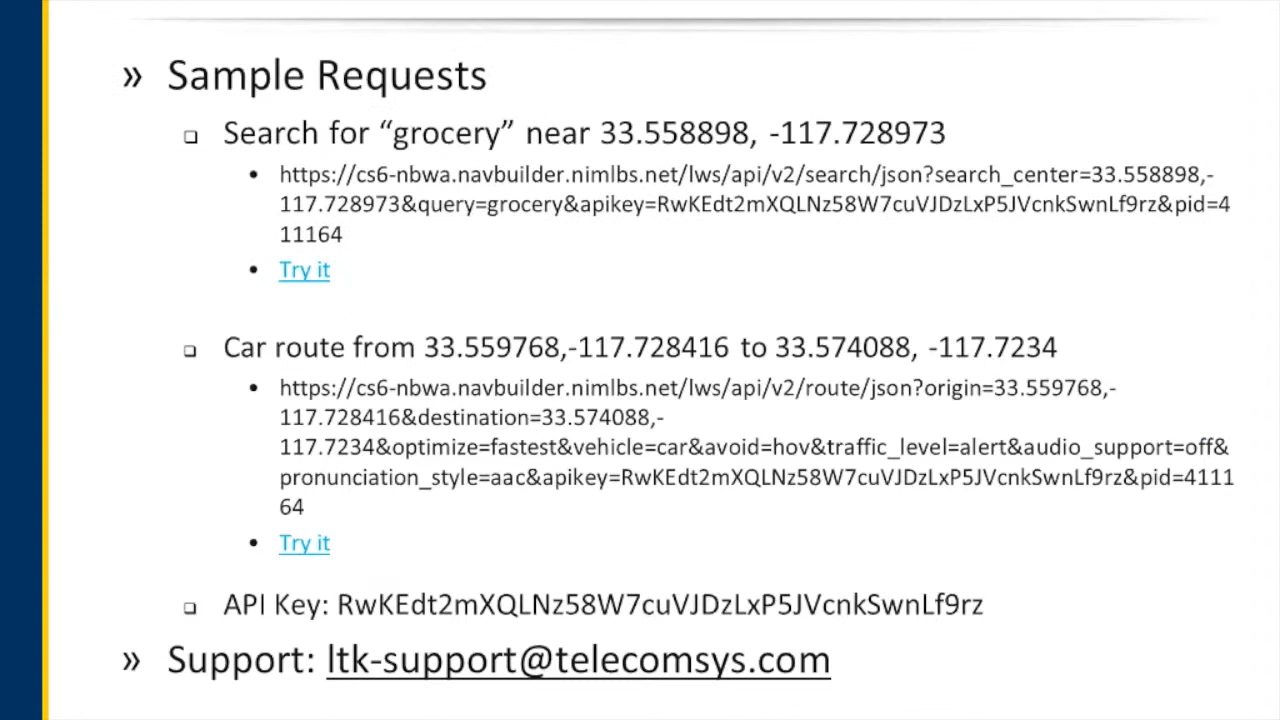 » Sample Requests
❑ Search for “grocery” near 33.558898, -117.728973
• https://cs6-nbwa.navbuilder.nimlbs.net/lws/api/v2/search/json?search_center=33.558898,-
117.728973&query=grocery&apikey=RwKEdt2mXQLNz58W7cuVJDzLxP5JVcnkSwnLf9rz&pid=4
11164
• Try it
❑ Car route from 33.559768,-117.728416 to 33.574088, -117.7234
• https://cs6-nbwa.navbuilder.nimlbs.net/lws/api/v2/route/json?origin=33.559768,-
117.728416&destination=33.574088,-
117.7234&optimize=fastest&vehicle=car&avoid=hov&traffic_level=alert&audio_support=off&
pronunciation_style=aac&apikey=RwKEdt2mXQLNz58W7cuVJDzLxP5JVcnkSwnLf9rz&pid=4111
64
• Try it
❑ API Key: RwKEdt2mXQLNz58W7cuVJDzLxP5JVcnkSwnLf9rz
» Support: ltk-support@telecomsys.com